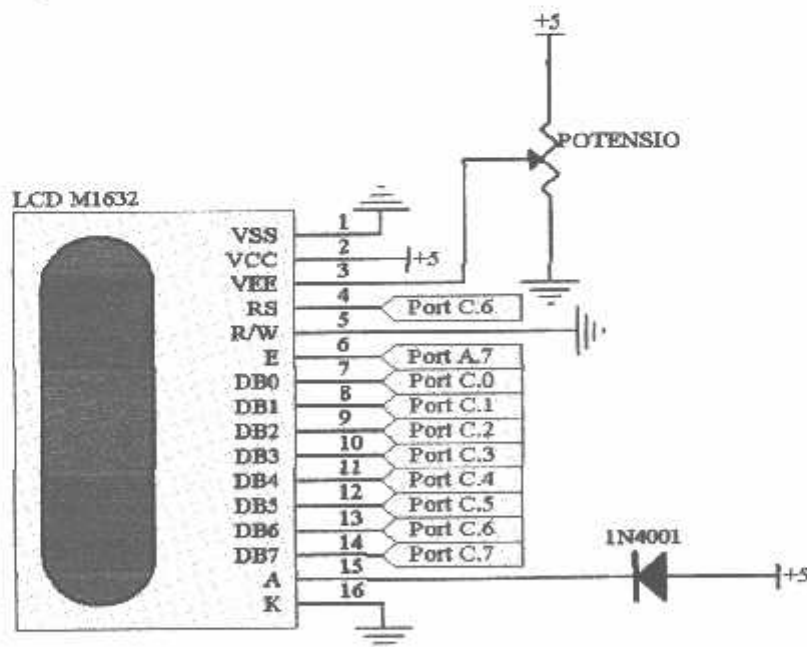 +5
POTENSIO
LCD M1632
VSS 1
VCC 2 +5
VEE 3
RS 4 Port C.6
R/W 5
E 6 Port A.7
DB0 7 Port C.0
DB1 8 Port C.1
DB2 9 Port C.2
DB3 10 Port C.3
DB4 11 Port C.4
DB5 12 Port C.5
DB6 13 Port C.6
DB7 14 Port C.7
1N4001
A 15 +5
K 16